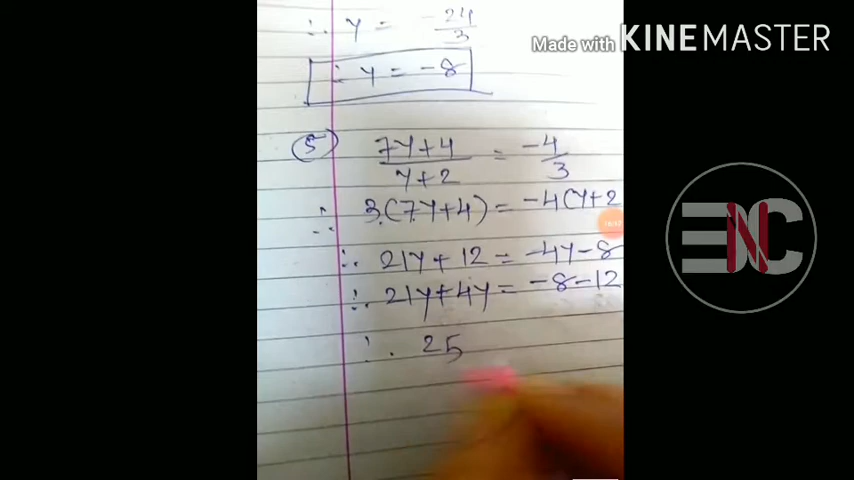 ∴ y = -24/3
Made with KINEMASTER
∴ y = -8
5) 7y+4/y+2 = -4/3
∴ 3(7y+4) = -4(y+2
∴ 21y + 12 = -4y-8
∴ 21y+4y = -8-12
∴ 25
ENC